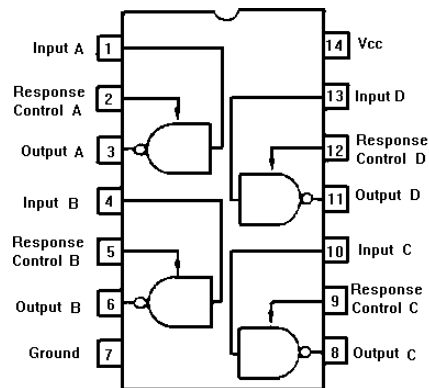 Input A 1
Response
Control A 2
Output A 3
Input B 4
Response
Control B 5
Output B 6
Ground 7
14 Vcc
13 Input D
12 Response
Control D
11 Output D
10 Input C
9 Response
Control C
8 Output C